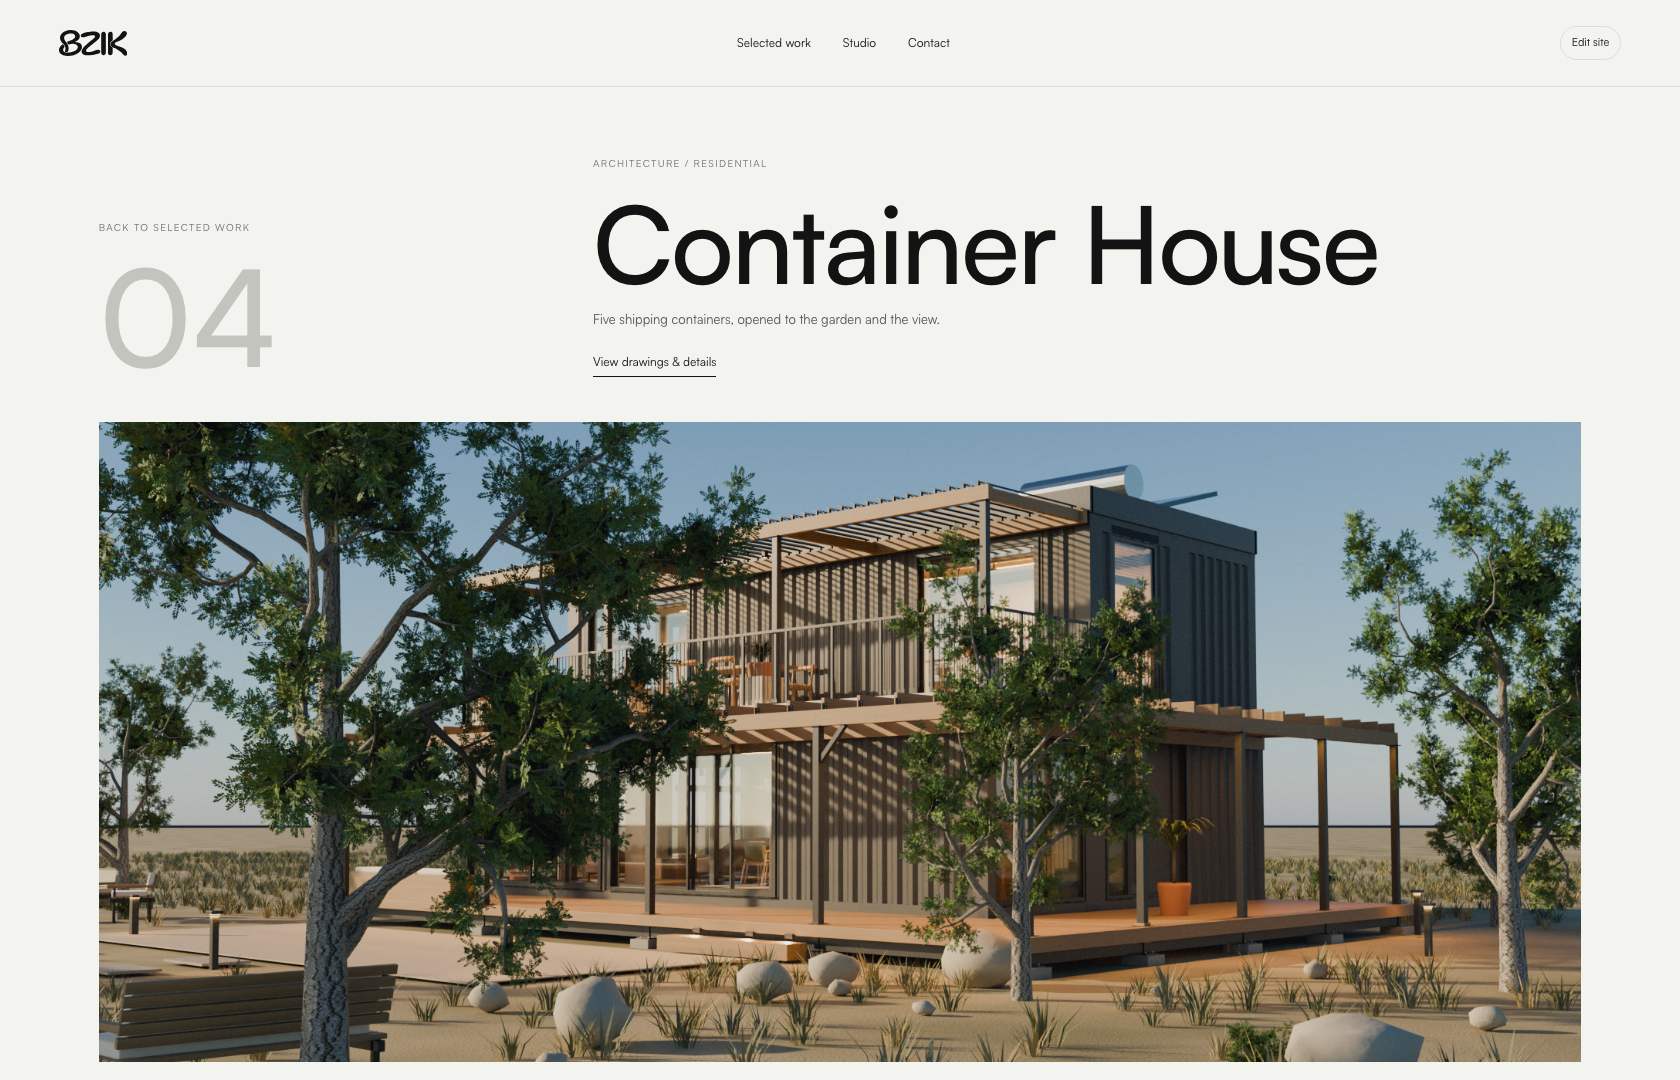 BZIK
Selected work
Studio
Contact
Edit site
ARCHITECTURE / RESIDENTIAL
BACK TO SELECTED WORK
04
Container House
Five shipping containers, opened to the garden and the view.
View drawings & details